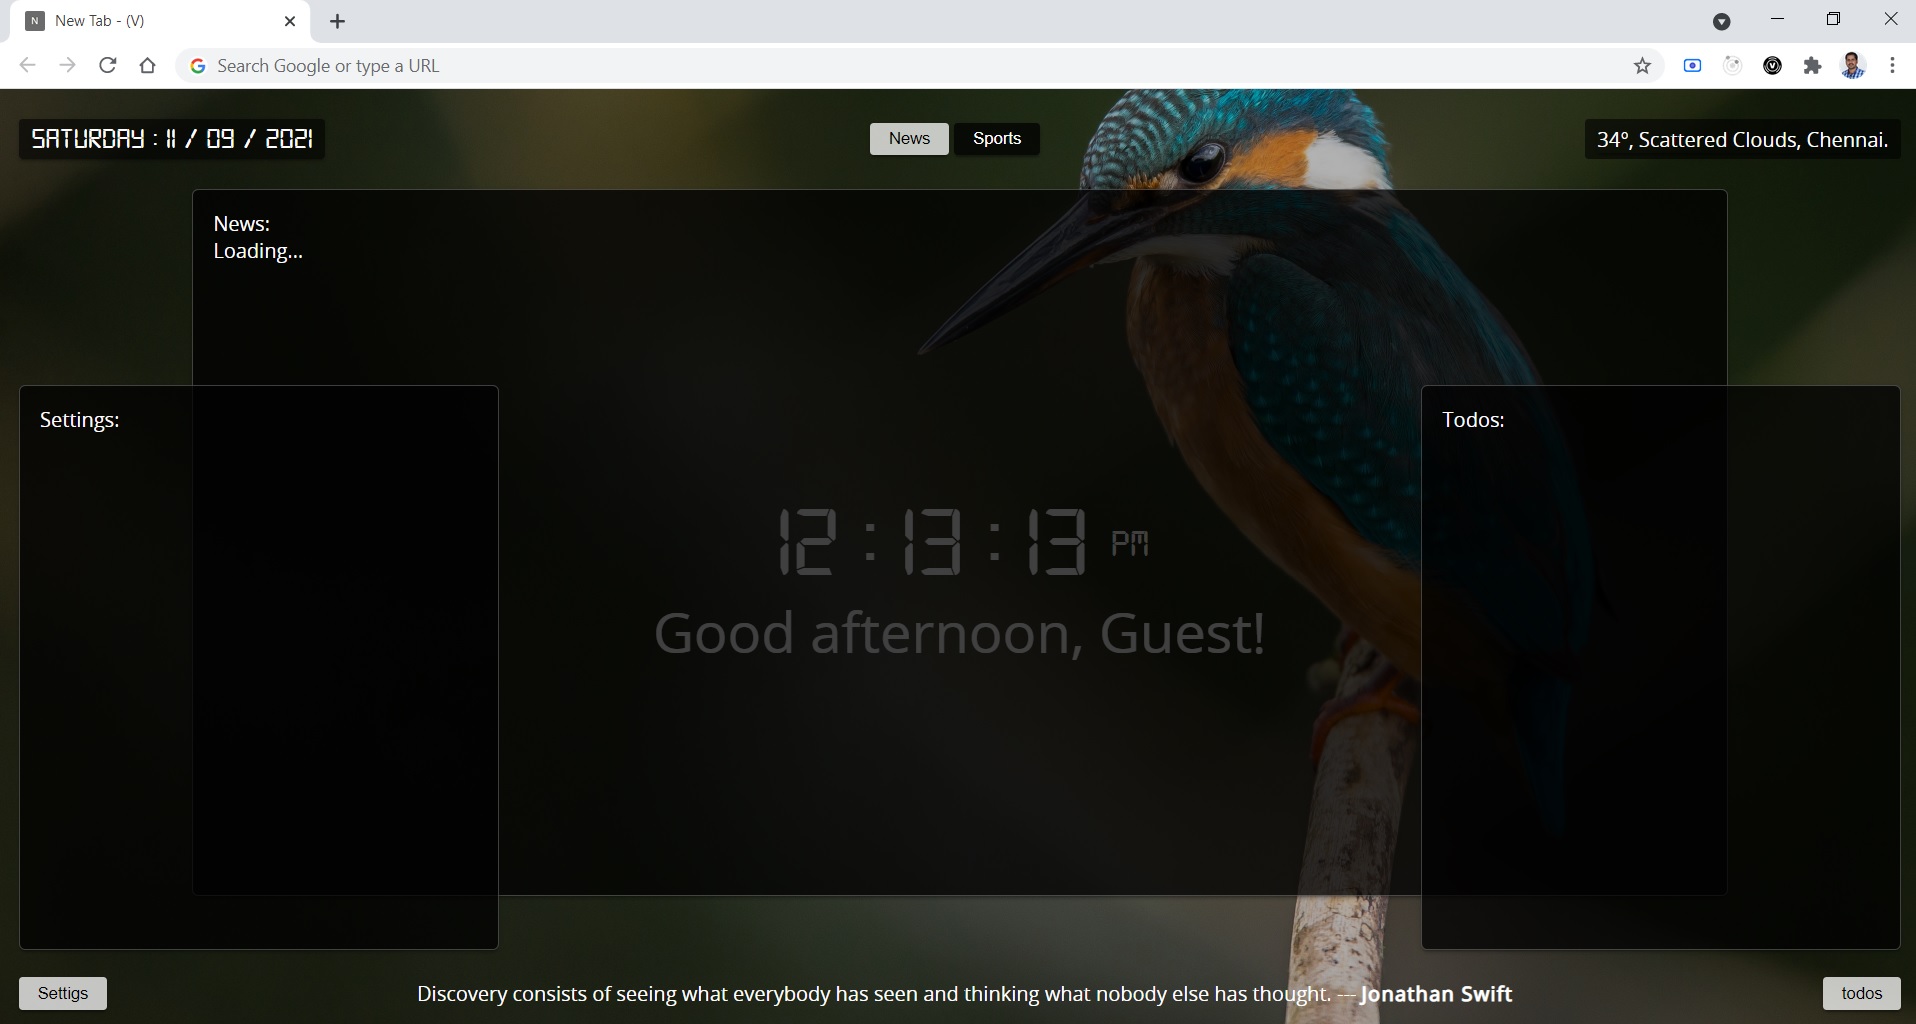 N New Tab - (V)
Search Google or type a URL
SATURDAY : 11 / 09 / 2021
News Sports
34º, Scattered Clouds, Chennai.
News:
Loading...
Settings:
Todos:
12 : 13 : 13 PM
Good afternoon, Guest!
Settigs
Discovery consists of seeing what everybody has seen and thinking what nobody else has thought. --- Jonathan Swift
todos